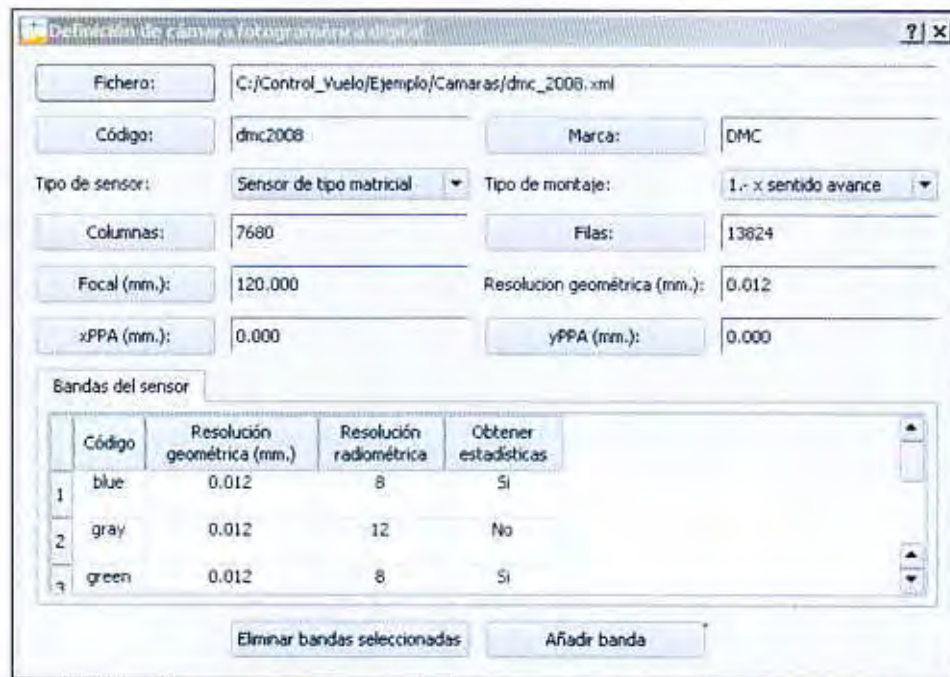 Definición de cámara fotogramétrica digital ? x
Fichero: C:/Control_Vuelo/Ejemplo/Camaras/dmc_2008.xml
Código: dmc2008 Marca: DMC
Tipo de sensor: Sensor de tipo matricial Tipo de montaje: 1.- x sentido avance
Columnas: 7680 Filas: 13824
Focal (mm.): 120.000 Resolucion geométrica (mm.): 0.012
xPPA (mm.): 0.000 yPPA (mm.): 0.000
Bandas del sensor
Código Resolución geométrica (mm.) Resolución radiométrica Obtener estadísticas
1 blue 0.012 8 Si
2 gray 0.012 12 No
3 green 0.012 8 Si
Eliminar bandas seleccionadas Añadir banda